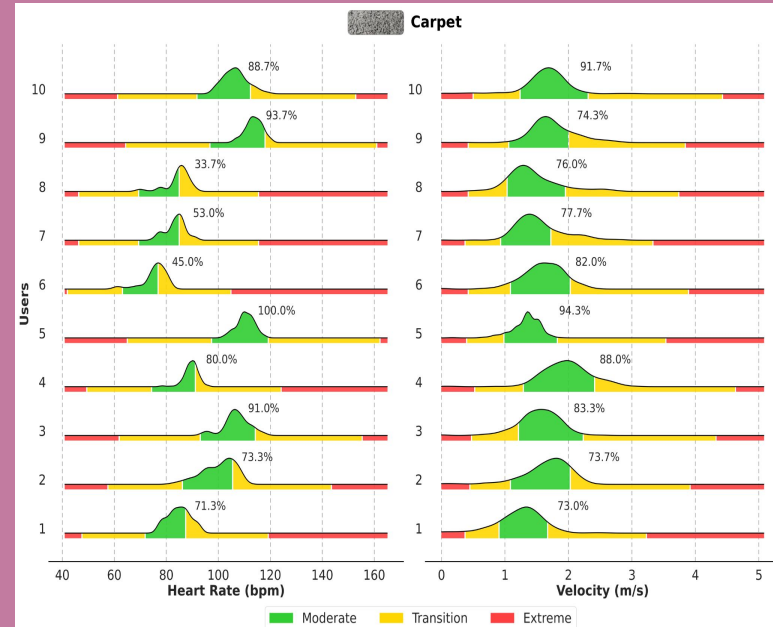 Carpet
10 88.7% 10 91.7%
9 93.7% 9 74.3%
8 33.7% 8 76.0%
7 53.0% 7 77.7%
6 45.0% 6 82.0%
5 100.0% 5 94.3%
4 80.0% 4 88.0%
3 91.0% 3 83.3%
2 73.3% 2 73.7%
1 71.3% 1 73.0%
Users
40 60 80 100 120 140 160 0 1 2 3 4 5
Heart Rate (bpm) Velocity (m/s)
Moderate Transition Extreme